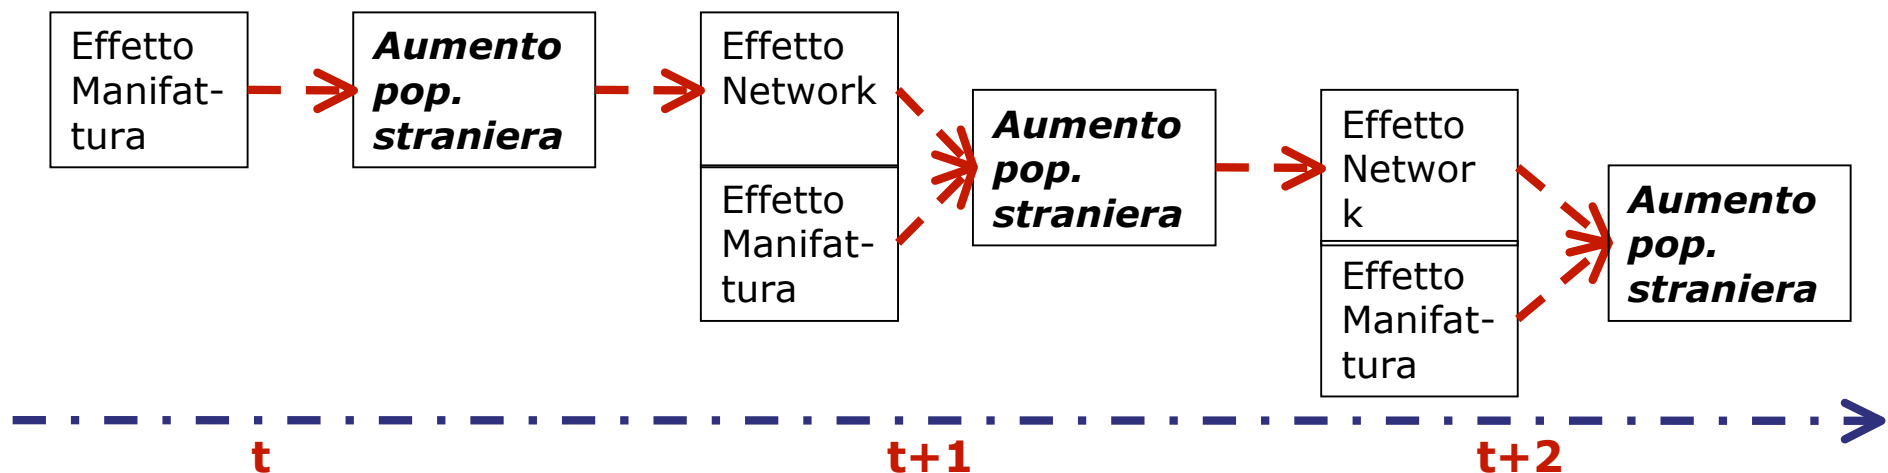 Effetto
Manifat-
tura
Aumento
pop.
straniera
Effetto
Network
Effetto
Manifat-
tura
Aumento
pop.
straniera
Effetto
Networ
k
Effetto
Manifat-
tura
Aumento
pop.
straniera
t
t+1
t+2